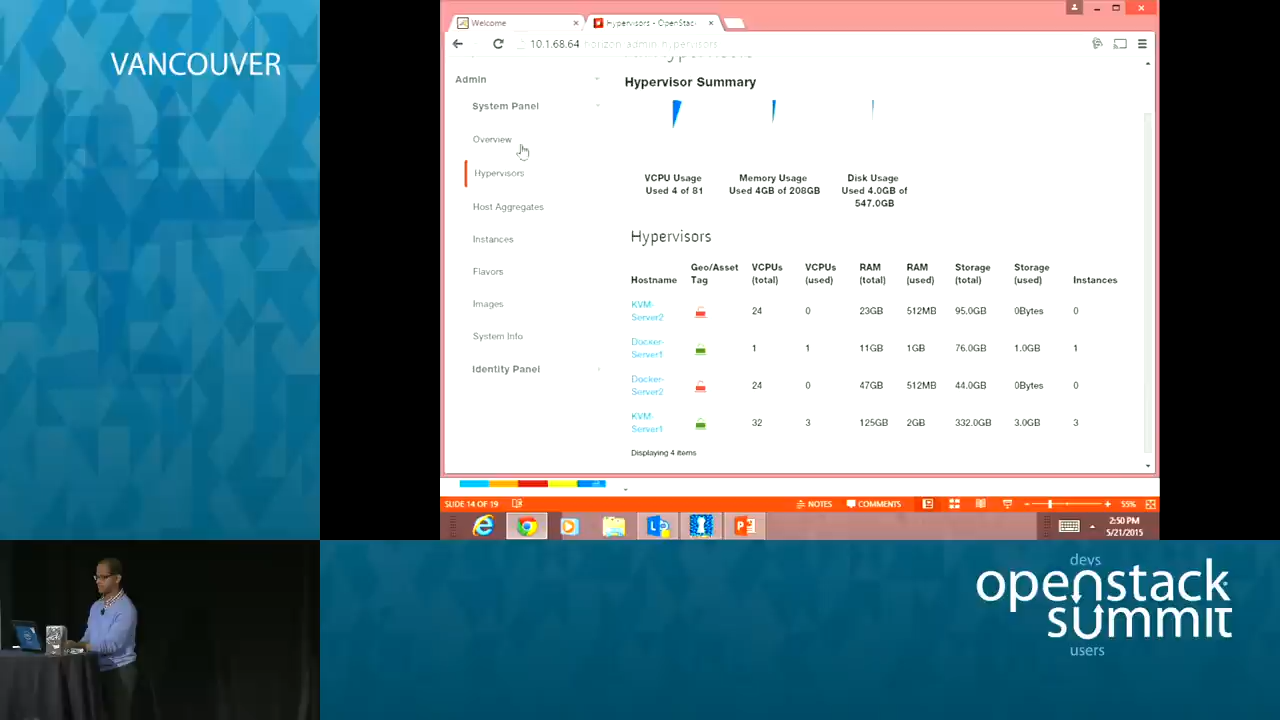 VANCOUVER
Welcome
Hypervisors - OpenStac
10.1.68.64/horizon/admin/hypervisors
Admin
System Panel
Overview
Hypervisors
Host Aggregates
Instances
Flavors
Images
System Info
Identity Panel
Hypervisor Summary
VCPU Usage
Used 4 of 81
Memory Usage
Used 4GB of 208GB
Disk Usage
Used 4.0GB of
547.0GB
Hypervisors
Hostname Geo/Asset Tag VCPUs (total) VCPUs (used) RAM (total) RAM (used) Storage (total) Storage (used) Instances
KVM-Server2 24 0 23GB 512MB 95.0GB 0Bytes 0
Docker-Server1 1 1 11GB 1GB 76.0GB 1.0GB 1
Docker-Server2 24 0 47GB 512MB 44.0GB 0Bytes 0
KVM-Server1 32 3 125GB 2GB 332.0GB 3.0GB 3
Displaying 4 items
SLIDE 14 OF 19
NOTES
COMMENTS
55%
2:50 PM
5/21/2015
devs
openstack
summit
users